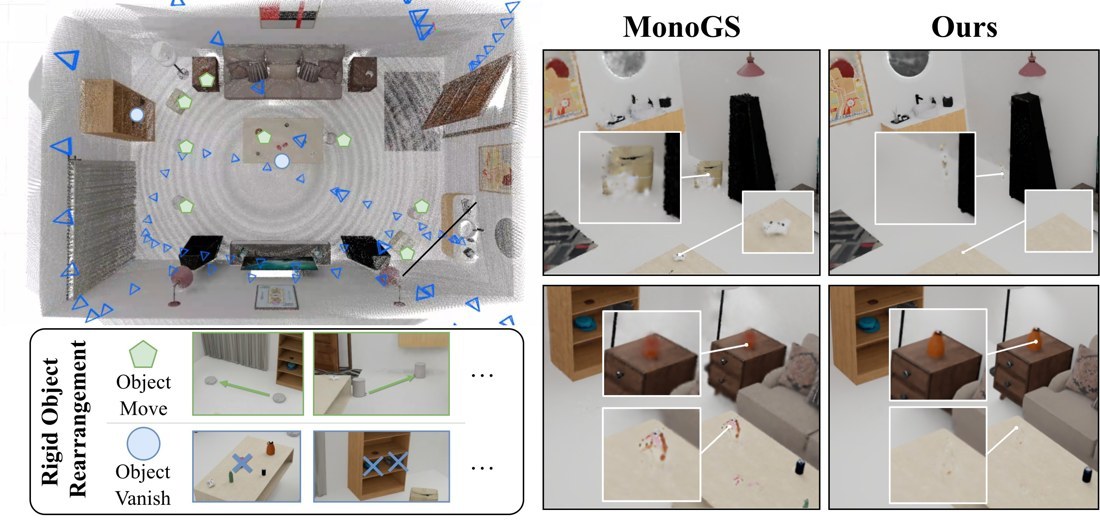 MonoGS
Ours
Rigid Object
Rearrangement
Object
Move
...
Object
Vanish
...